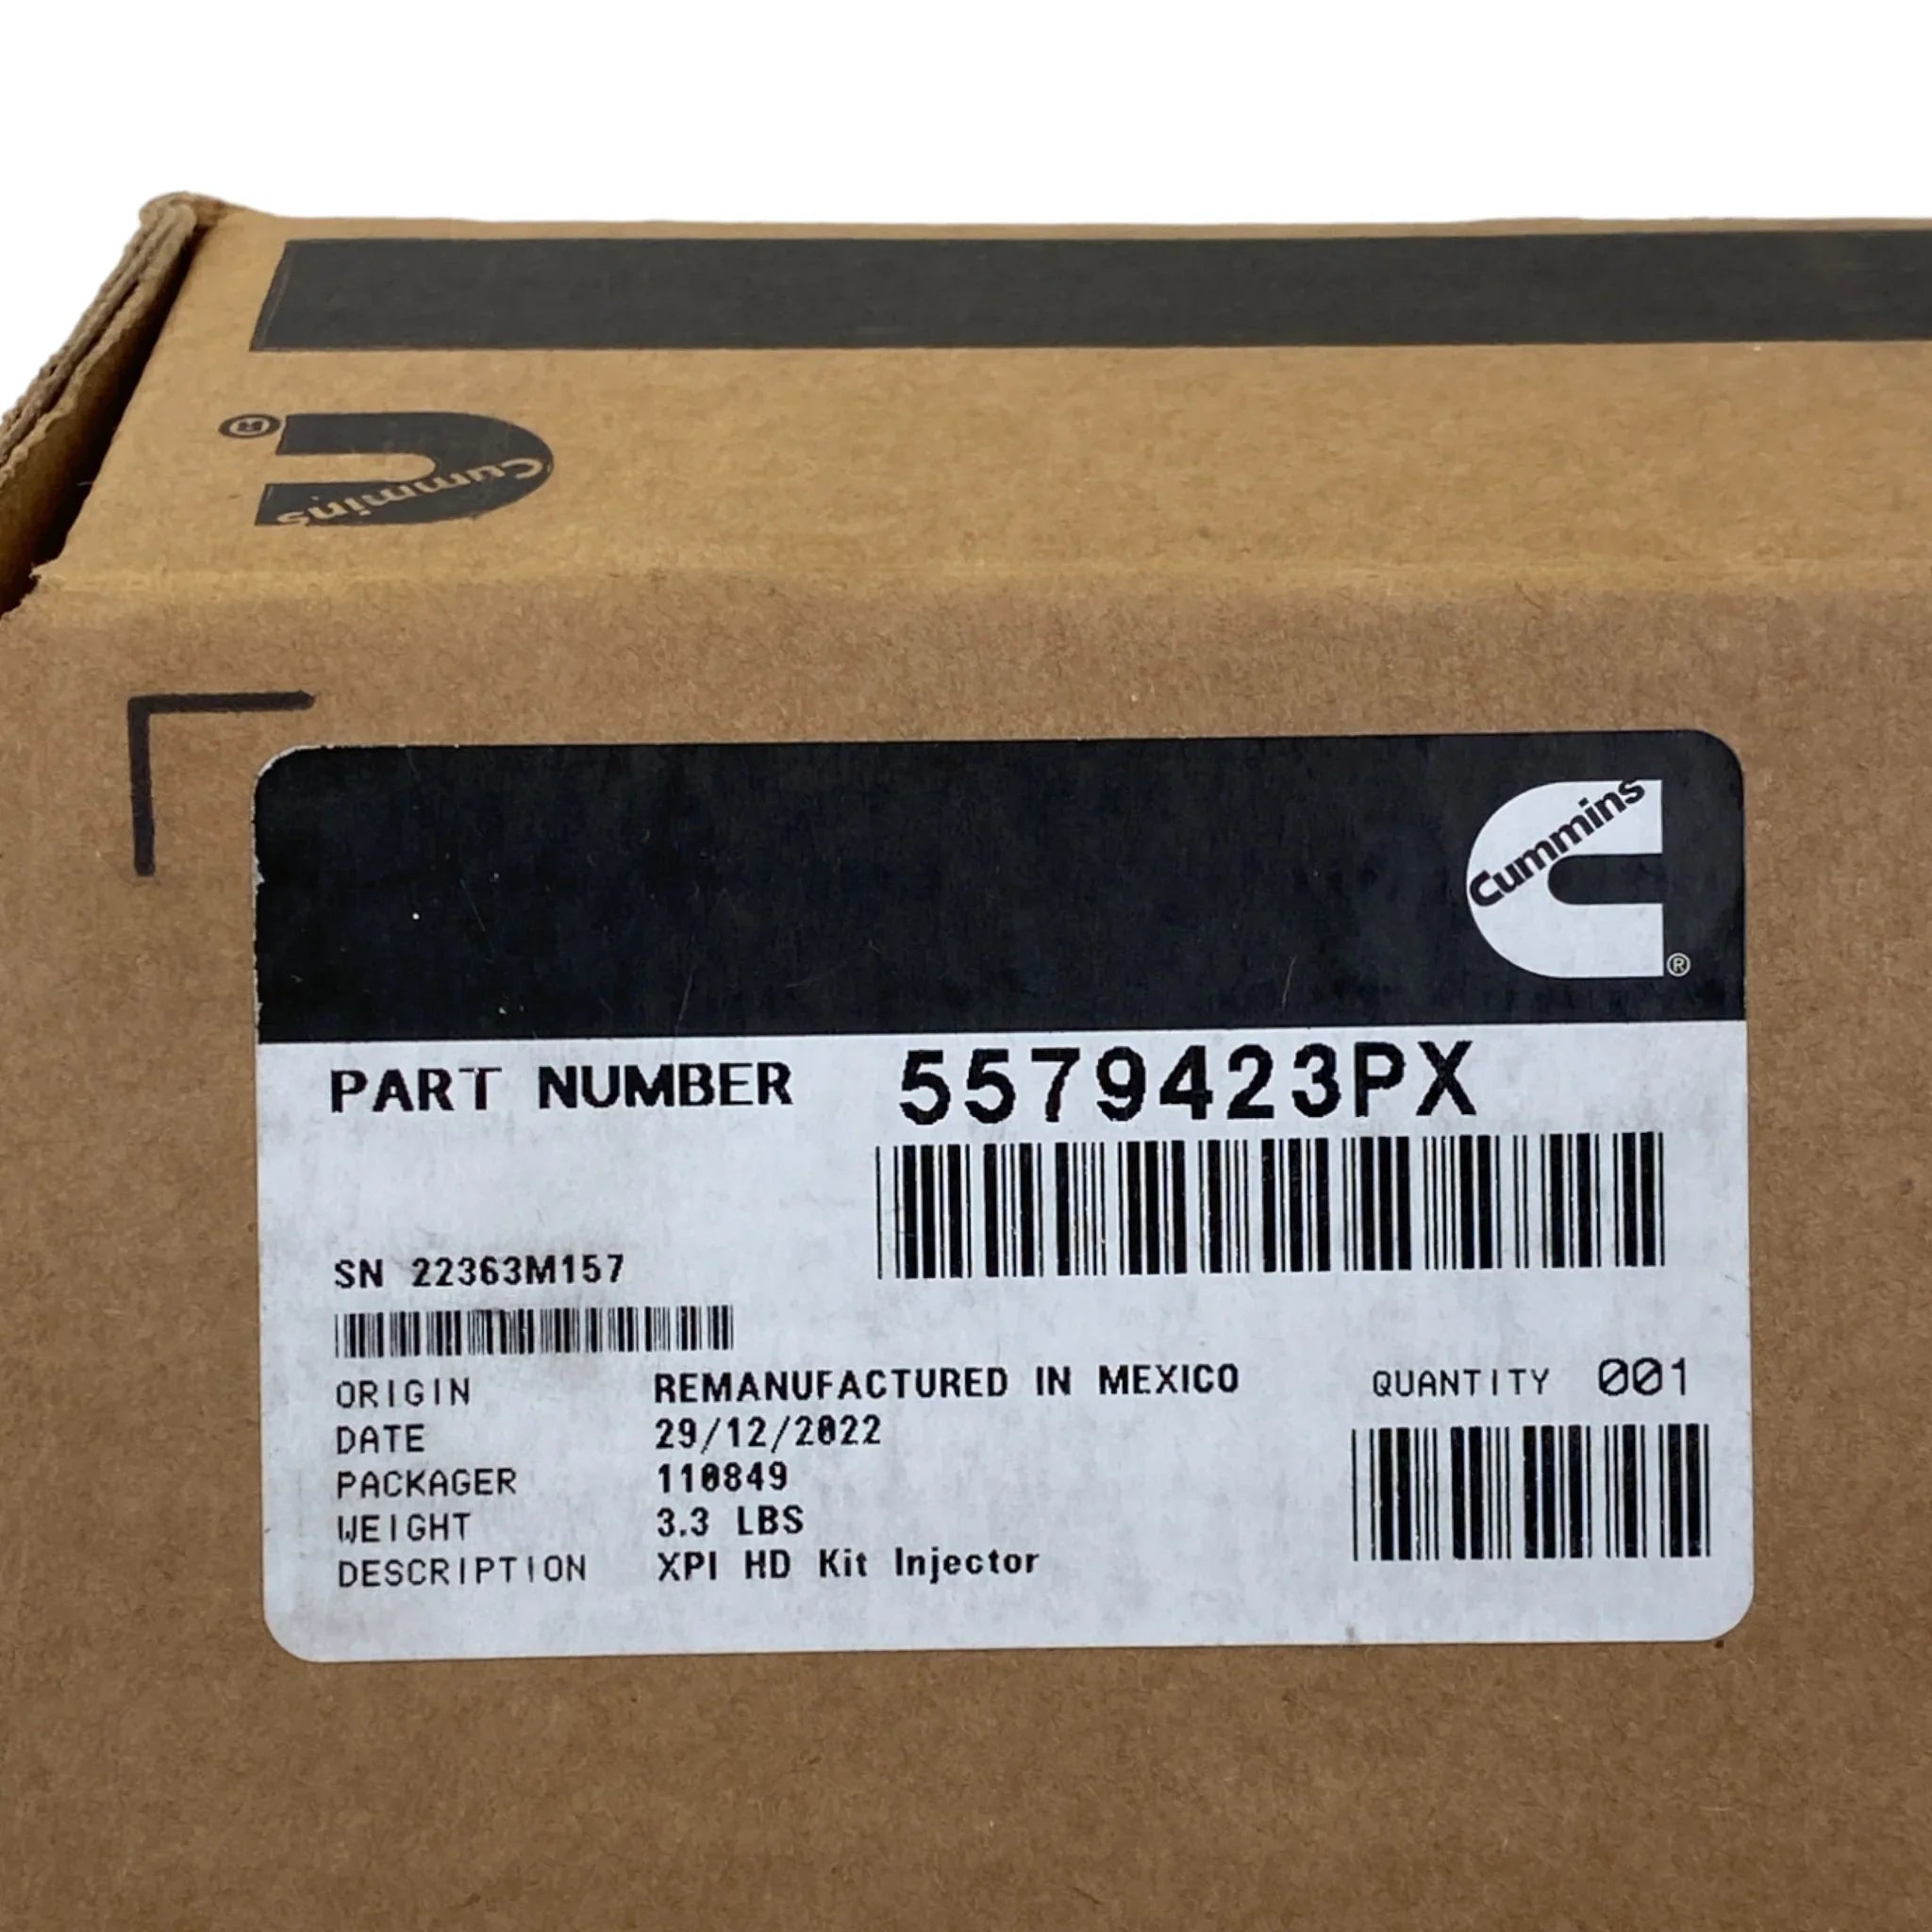 Cummins ®
Cummins ®
PART NUMBER 5579423PX
SN 22363M157
ORIGIN REMANUFACTURED IN MEXICO QUANTITY 001
DATE 29/12/2022
PACKAGER 110849
WEIGHT 3.3 LBS
DESCRIPTION XPI HD Kit Injector